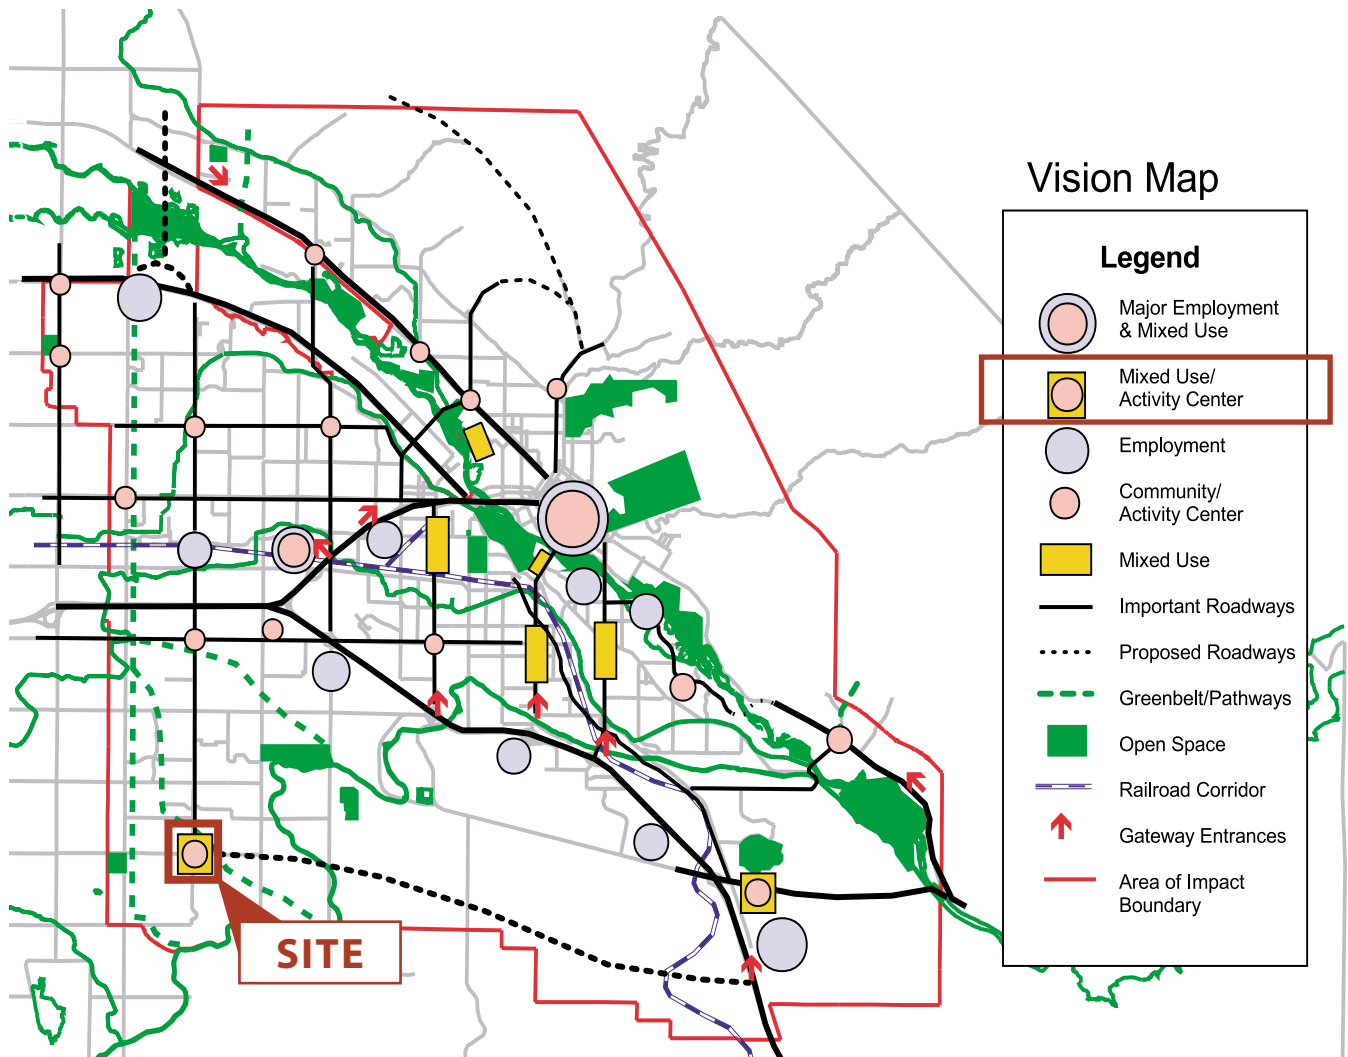 Vision Map
Legend
Major Employment
& Mixed Use
Mixed Use/
Activity Center
Employment
Community/
Activity Center
Mixed Use
Important Roadways
Proposed Roadways
Greenbelt/Pathways
Open Space
Railroad Corridor
Gateway Entrances
Area of Impact
Boundary
SITE